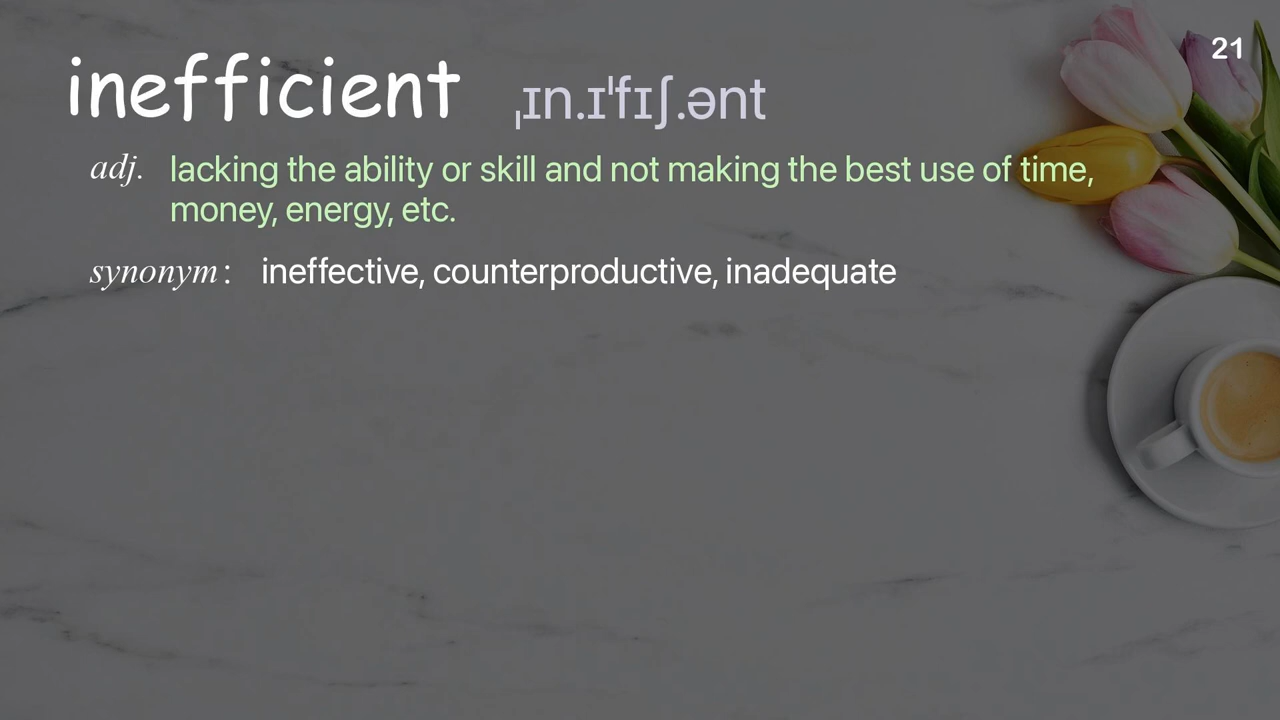 21
inefficient ˌɪn.ɪˈfɪʃ.ənt
adj. lacking the ability or skill and not making the best use of time,
money, energy, etc.
synonym: ineffective, counterproductive, inadequate